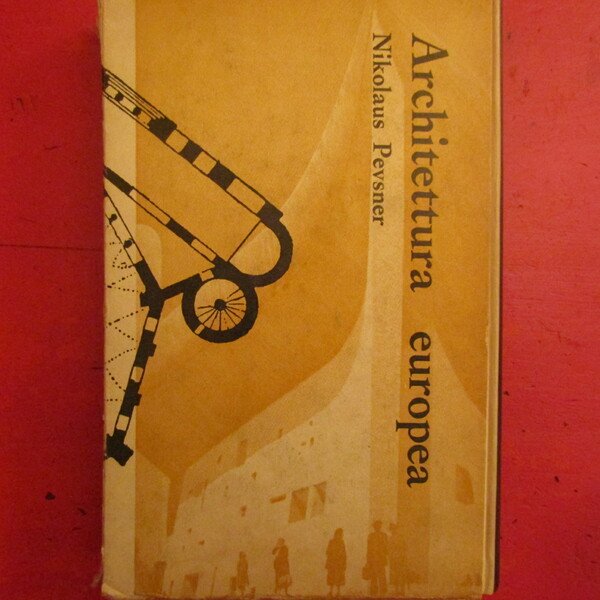 Architettura europea
Nikolaus Pevsner